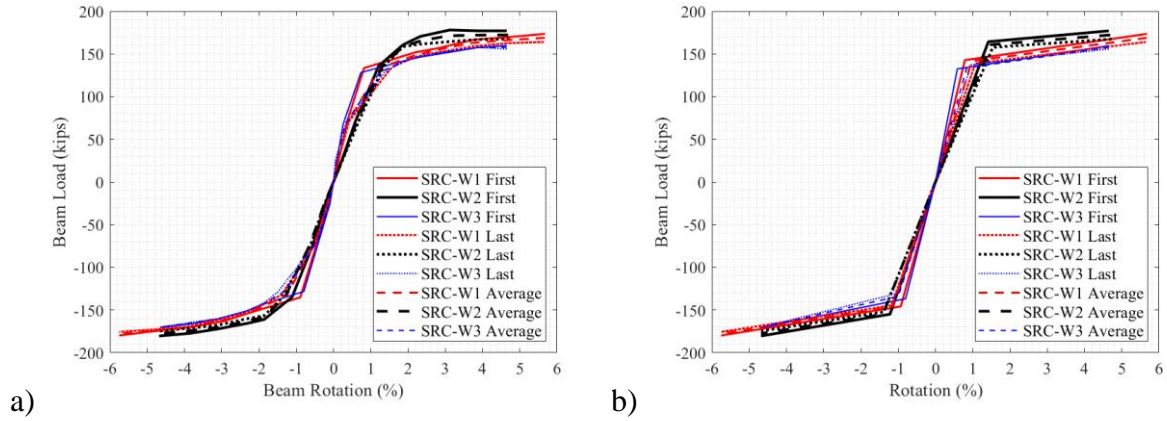 200
150
100
50
0
-50
-100
-150
-200
Beam Load (kips)
SRC-W1 First
SRC-W2 First
SRC-W3 First
SRC-W1 Last
SRC-W2 Last
SRC-W3 Last
SRC-W1 Average
SRC-W2 Average
SRC-W3 Average
-6 -5 -4 -3 -2 -1 0 1 2 3 4 5 6
Beam Rotation (%)
a)
200
150
100
50
0
-50
-100
-150
-200
Beam Load (kips)
SRC-W1 First
SRC-W2 First
SRC-W3 First
SRC-W1 Last
SRC-W2 Last
SRC-W3 Last
SRC-W1 Average
SRC-W2 Average
SRC-W3 Average
-6 -5 -4 -3 -2 -1 0 1 2 3 4 5 6
Rotation (%)
b)